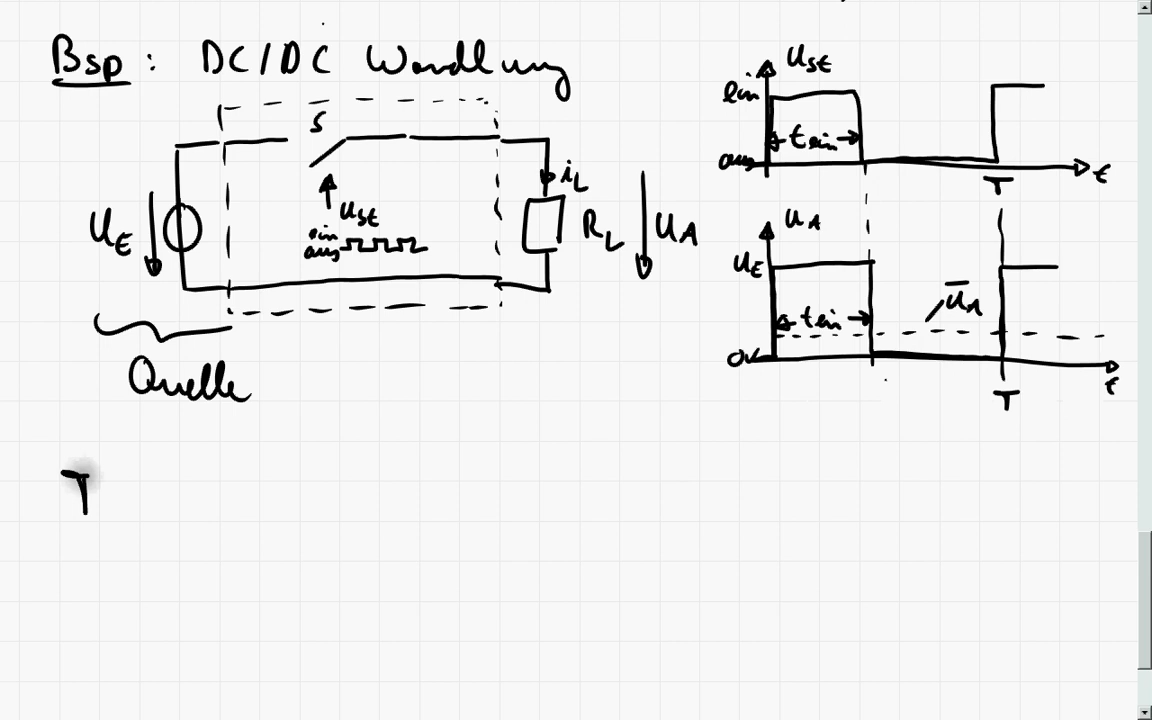 Bsp: DC/DC Wandlung
S
U_St
ein
aus
U_E
i_L
R_L
U_A
Quelle
T
U_St
ein
t_ein
aus
T
t
U_A
U_E
t_ein
U̅_A
0V
T
t